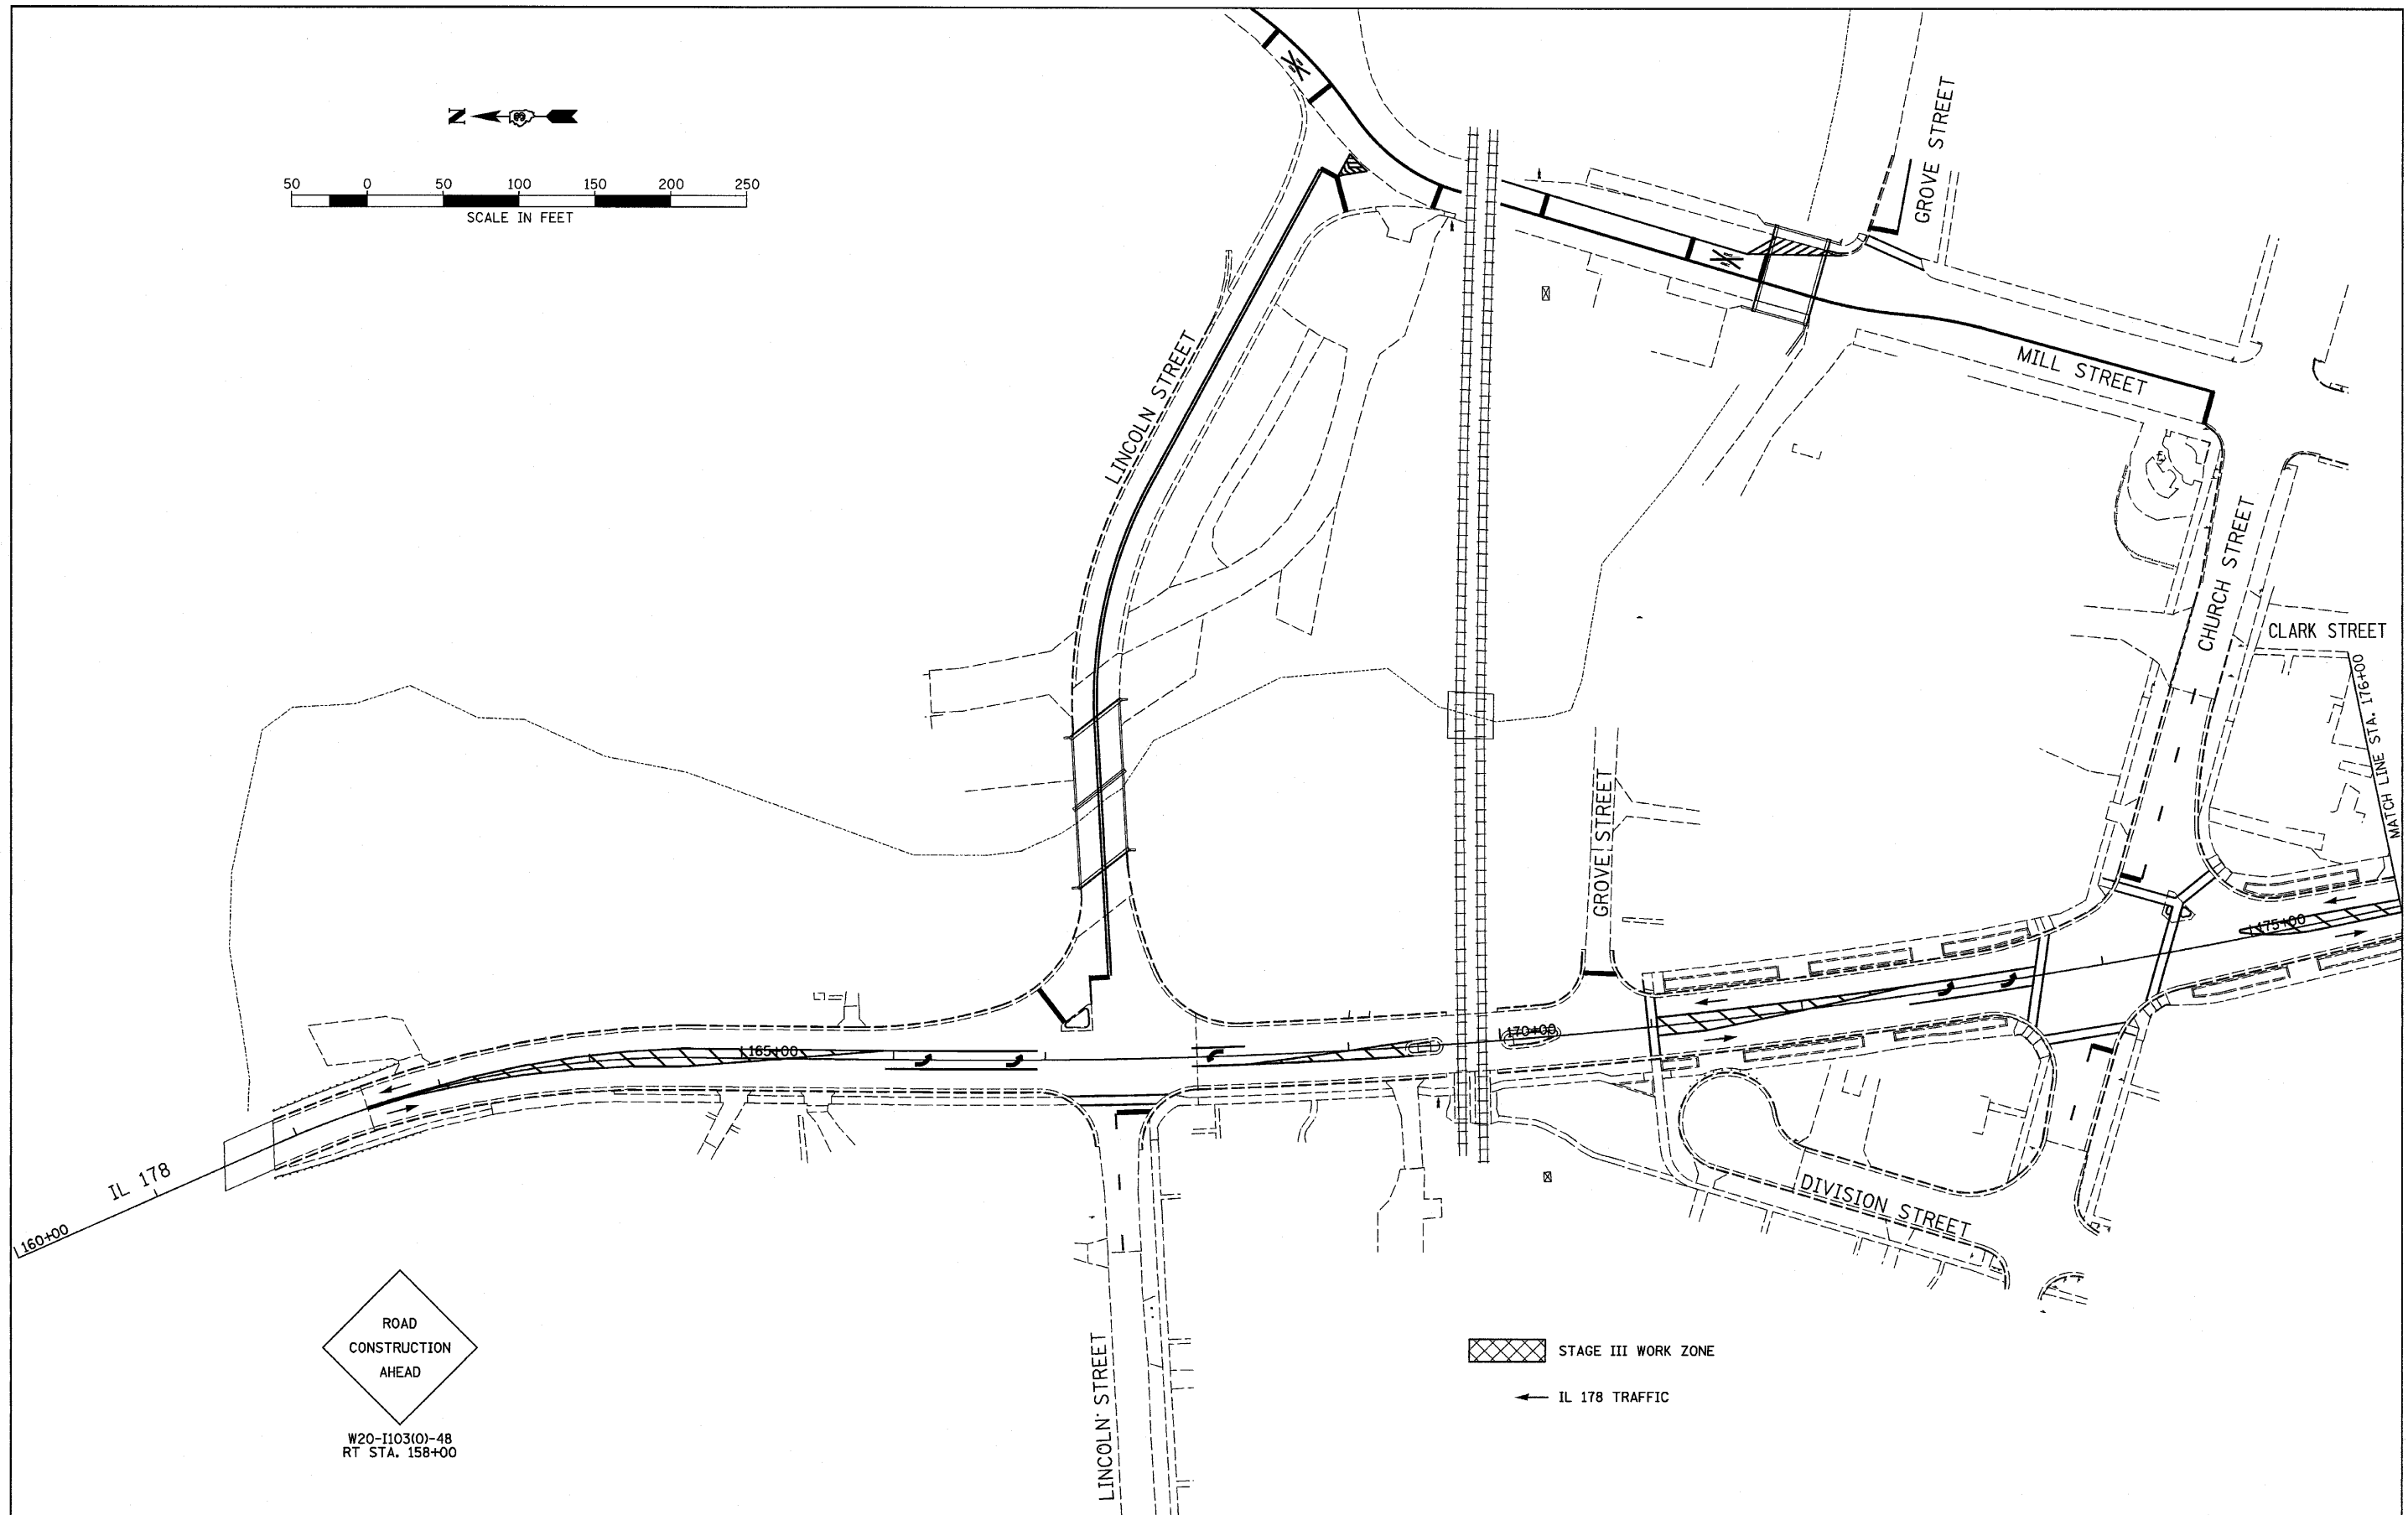 N
3
50 0 50 100 150 200 250
SCALE IN FEET
GROVE STREET
LINCOLN STREET
MILL STREET
CHURCH STREET
CLARK STREET
MATCH LINE STA. 176+00
GROVE STREET
175+00
170+00
165+00
IL 178
160+00
DIVISION STREET
LINCOLN STREET
ROAD
CONSTRUCTION
AHEAD
W20-I103(O)-48
RT STA. 158+00
STAGE III WORK ZONE
IL 178 TRAFFIC